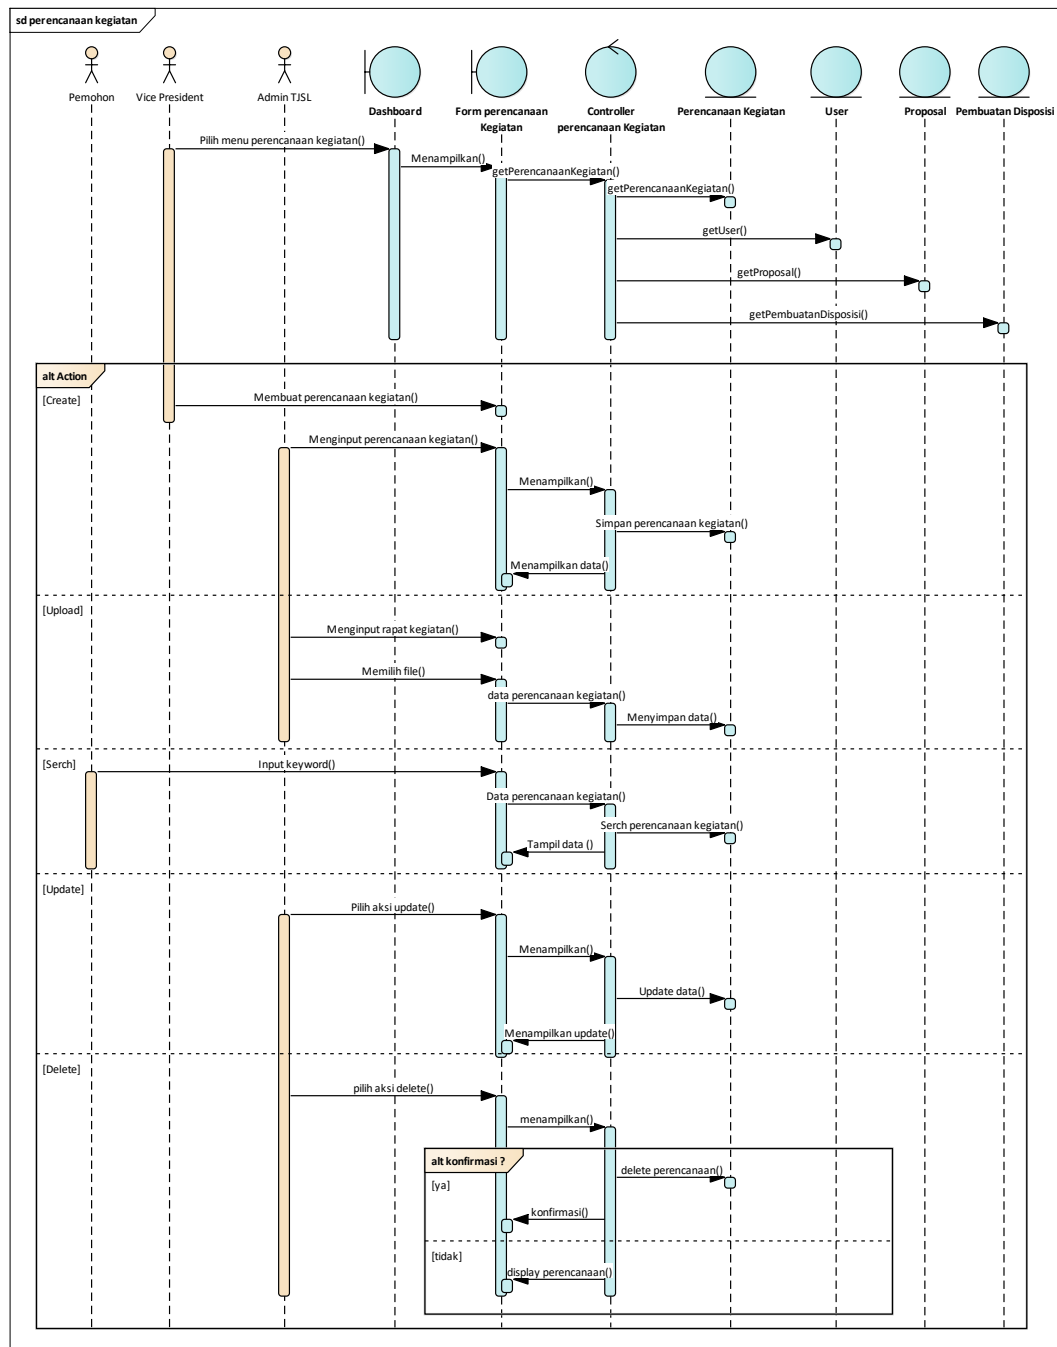 sd perencanaan kegiatan
Pemohon
Vice President
Admin TJSL
Dashboard
Form perencanaan
Kegiatan
Controller
perencanaan Kegiatan
Perencanaan Kegiatan
User
Proposal
Pembuatan Disposisi
Pilih menu perencanaan kegiatan()
Menampilkan()
getPerencanaanKegiatan()
getPerencanaanKegiatan()
getUser()
getProposal()
getPembuatanDisposisi()
alt Action
[Create]
Membuat perencanaan kegiatan()
Menginput perencanaan kegiatan()
Menampilkan()
Simpan perencanaan kegiatan()
Menampilkan data()
[Upload]
Menginput rapat kegiatan()
Memilih file()
data perencanaan kegiatan()
Menyimpan data()
[Serch]
Input keyword()
Data perencanaan kegiatan()
Serch perencanaan kegiatan()
Tampil data ()
[Update]
Pilih aksi update()
Menampilkan()
Update data()
Menampilkan update()
[Delete]
pilih aksi delete()
menampilkan()
alt konfirmasi ?
delete perencanaan()
[ya]
konfirmasi()
[tidak]
display perencanaan()